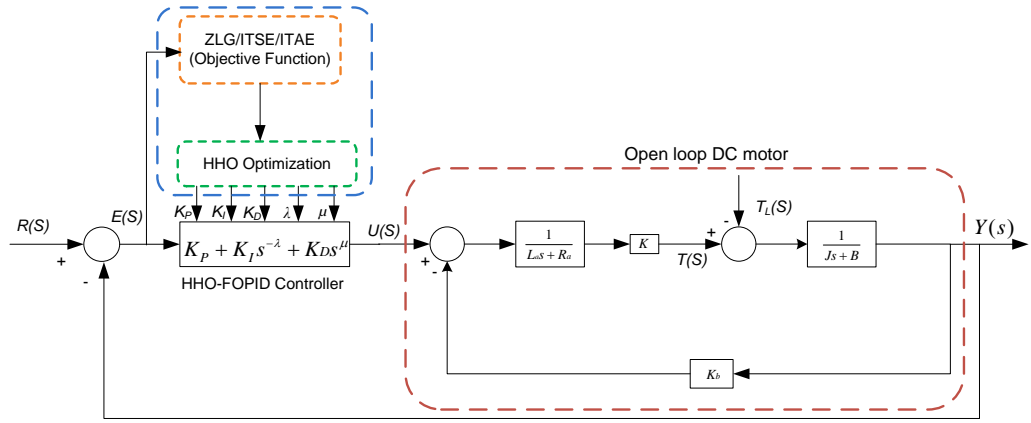 ZLG/ITSE/ITAE
(Objective Function)
HHO Optimization
Open loop DC motor
K_P K_I K_D λ μ
R(S)
+
-
E(S)
K_P + K_I s^{-λ} + K_D s^μ
HHO-FOPID Controller
U(S)
+
-
1
L_a s + R_a
K
T(S)
+
-
T_L(S)
1
Js + B
Y(s)
K_b